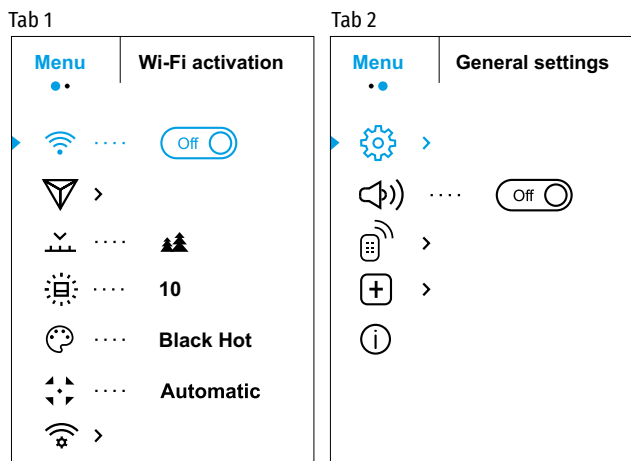 Tab 1
Menu
Wi-Fi activation
Off
10
Black Hot
Automatic
Tab 2
Menu
General settings
Off